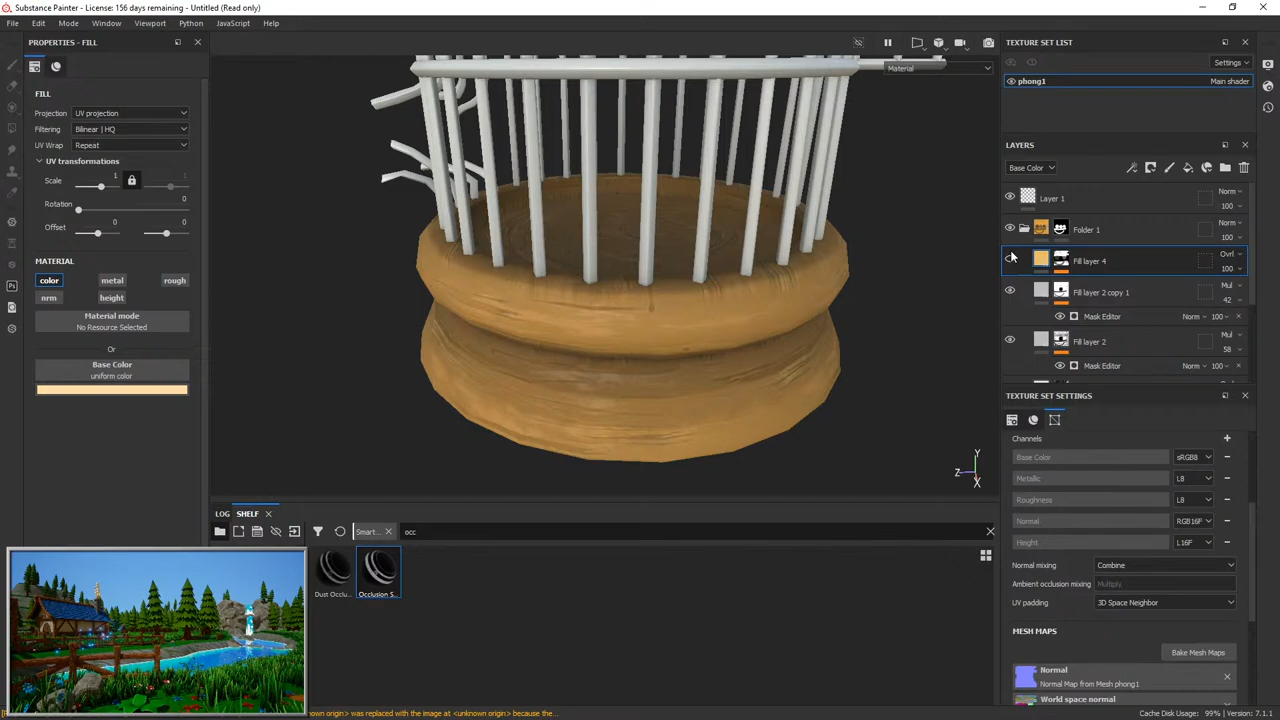 Substance Painter - License: 156 days remaining - Untitled (Read only)
File Edit Mode Window Viewport Python JavaScript Help
PROPERTIES - FILL
FILL
Projection UV projection
Filtering Bilinear | HQ
UV Wrap Repeat
UV transformations
Scale 1 1
Rotation 0
Offset 0 0
MATERIAL
color metal rough
nrm height
Material mode
No Resource Selected
Or
Base Color
uniform color
Material
LOG SHELF
Smart... occ
Dust Occlu... Occlusion S...
TEXTURE SET LIST
Settings
phong1 Main shader
LAYERS
Base Color
Layer 1 Norm 100
Folder 1 Norm 100
Fill layer 4 Ovrl 100
Fill layer 2 copy 1 Mul 42
Mask Editor Norm 100
Fill layer 2 Mul 58
Mask Editor Norm 100
TEXTURE SET SETTINGS
Channels
Base Color sRGB8
Metallic L8
Roughness L8
Normal RGB16F
Height L16F
Normal mixing Combine
Ambient occlusion mixing Multiply
UV padding 3D Space Neighbor
MESH MAPS
Bake Mesh Maps
Normal
Normal Map from Mesh phong1
World space normal
Y
Z
X
known origin> was replaced with the image at <unknown origin> because the...
Cache Disk Usage: 99% | Version: 7.1.1